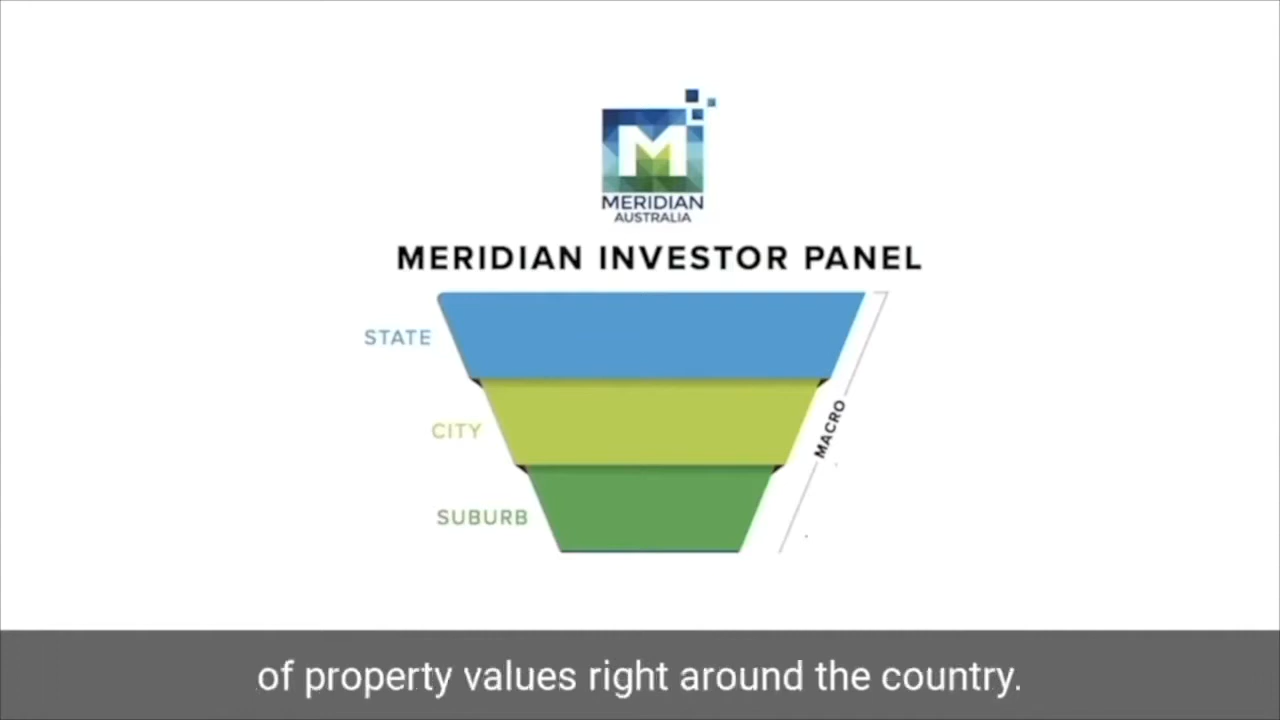 M
MERIDIAN
AUSTRALIA
MERIDIAN INVESTOR PANEL
STATE
CITY
MACRO
SUBURB
of property values right around the country.